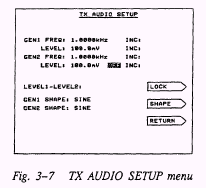 TX AUDIO SETUP
GEN1 FREQ: 1.0000kHz INC:
LEVEL: 100.0mV INC:
GEN2 FREQ: 1.0000kHz INC:
LEVEL: 100.0mV OFF INC:
LEVEL1-LEVEL2:
LOCK
GEN1 SHAPE: SINE
SHAPE
GEN2 SHAPE: SINE
RETURN
Fig. 3-7 TX AUDIO SETUP menu